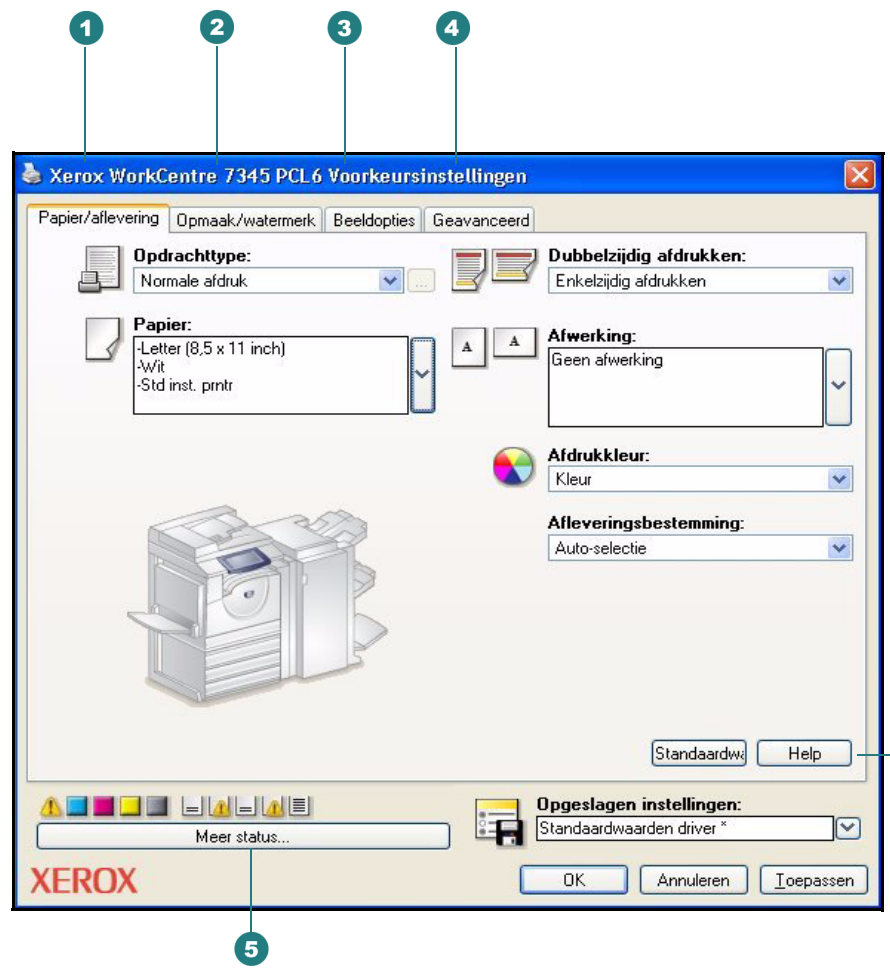 1 2 3 4
Xerox WorkCentre 7345 PCL6 Voorkeursinstellingen
Papier/aflevering Opmaak/watermerk Beeldopties Geavanceerd
Opdrachttype:
Normale afdruk
...
Dubbelzijdig afdrukken:
Enkelzijdig afdrukken
Papier:
-Letter (8,5 x 11 inch)
-Wit
-Std inst. prntr
A A
Afwerking:
Geen afwerking
Afdrukkleur:
Kleur
Afleveringsbestemming:
Auto-selectie
Standaardwa Help
Meer status...
Opgeslagen instellingen:
Standaardwaarden driver *
XEROX
OK Annuleren Toepassen
5